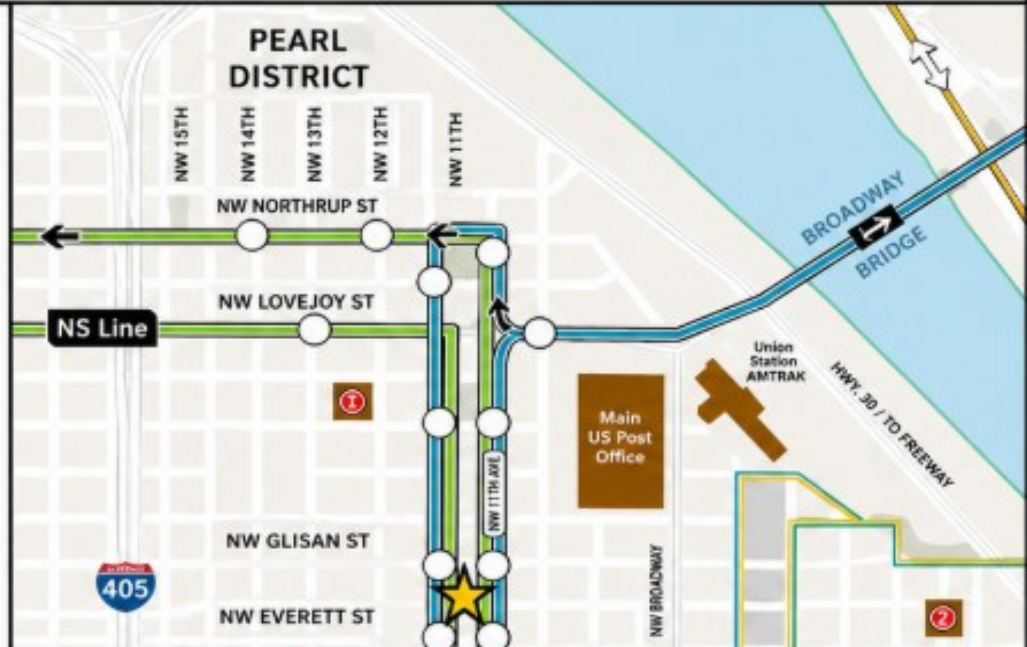 PEARL
DISTRICT
NW 15TH
NW 14TH
NW 13TH
NW 12TH
NW 11TH
NW NORTHRUP ST
BROADWAY
BRIDGE
NW LOVEJOY ST
NS Line
Union
Station
AMTRAK
HWY. 30 / TO FREEWAY
1
Main
US Post
Office
NW 11TH AVE
NW GLISAN ST
405
NW EVERETT ST
NW BROADWAY
2